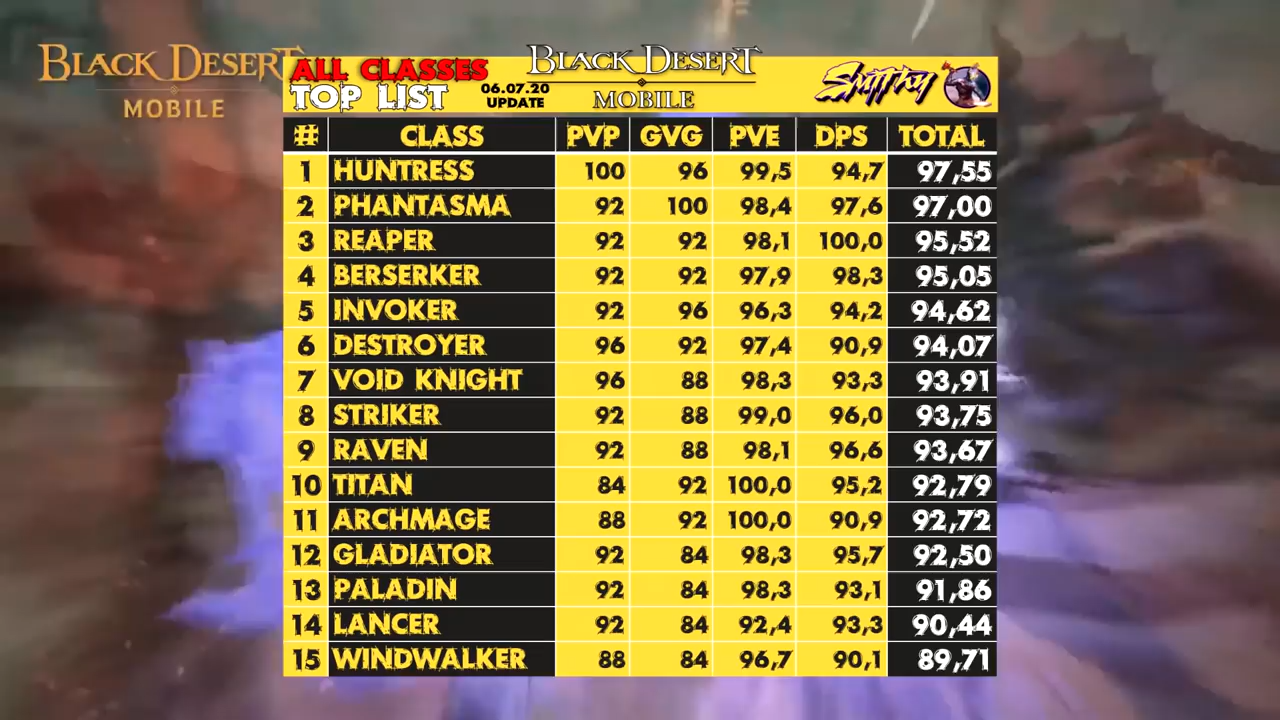 BLACK DESERT
MOBILE
ALL CLASSES
TOP LIST
06.07.20
UPDATE
BLACK DESERT
MOBILE
# CLASS PVP GVG PVE DPS TOTAL
1 HUNTRESS 100 96 99,5 94,7 97,55
2 PHANTASMA 92 100 98,4 97,6 97,00
3 REAPER 92 92 98,1 100,0 95,52
4 BERSERKER 92 92 97,9 98,3 95,05
5 INVOKER 92 96 96,3 94,2 94,62
6 DESTROYER 96 92 97,4 90,9 94,07
7 VOID KNIGHT 96 88 98,3 93,3 93,91
8 STRIKER 92 88 99,0 96,0 93,75
9 RAVEN 92 88 98,1 96,6 93,67
10 TITAN 84 92 100,0 95,2 92,79
11 ARCHMAGE 88 92 100,0 90,9 92,72
12 GLADIATOR 92 84 98,3 95,7 92,50
13 PALADIN 92 84 98,3 93,1 91,86
14 LANCER 92 84 92,4 93,3 90,44
15 WINDWALKER 88 84 96,7 90,1 89,71